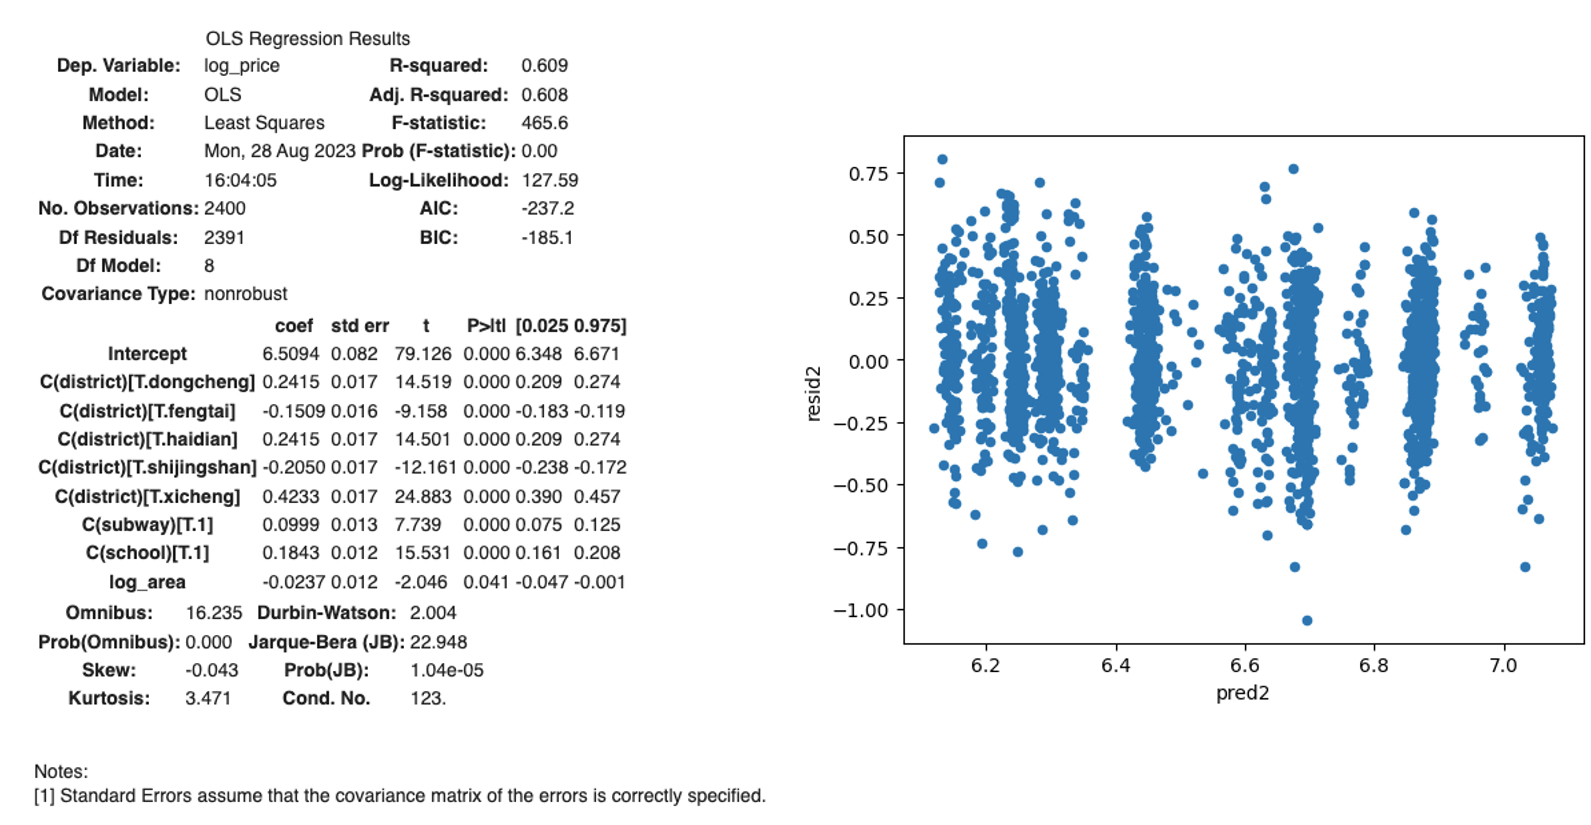 OLS Regression Results
Dep. Variable: log_price R-squared: 0.609
Model: OLS Adj. R-squared: 0.608
Method: Least Squares F-statistic: 465.6
Date: Mon, 28 Aug 2023 Prob (F-statistic): 0.00
Time: 16:04:05 Log-Likelihood: 127.59
No. Observations: 2400 AIC: -237.2
Df Residuals: 2391 BIC: -185.1
Df Model: 8
Covariance Type: nonrobust
coef std err t P>|t| [0.025 0.975]
Intercept 6.5094 0.082 79.126 0.000 6.348 6.671
C(district)[T.dongcheng] 0.2415 0.017 14.519 0.000 0.209 0.274
C(district)[T.fengtai] -0.1509 0.016 -9.158 0.000 -0.183 -0.119
C(district)[T.haidian] 0.2415 0.017 14.501 0.000 0.209 0.274
C(district)[T.shijingshan] -0.2050 0.017 -12.161 0.000 -0.238 -0.172
C(district)[T.xicheng] 0.4233 0.017 24.883 0.000 0.390 0.457
C(subway)[T.1] 0.0999 0.013 7.739 0.000 0.075 0.125
C(school)[T.1] 0.1843 0.012 15.531 0.000 0.161 0.208
log_area -0.0237 0.012 -2.046 0.041 -0.047 -0.001
Omnibus: 16.235 Durbin-Watson: 2.004
Prob(Omnibus): 0.000 Jarque-Bera (JB): 22.948
Skew: -0.043 Prob(JB): 1.04e-05
Kurtosis: 3.471 Cond. No. 123.
Notes:
[1] Standard Errors assume that the covariance matrix of the errors is correctly specified.
0.75
0.50
0.25
0.00
−0.25
−0.50
−0.75
−1.00
resid2
6.2 6.4 6.6 6.8 7.0
pred2